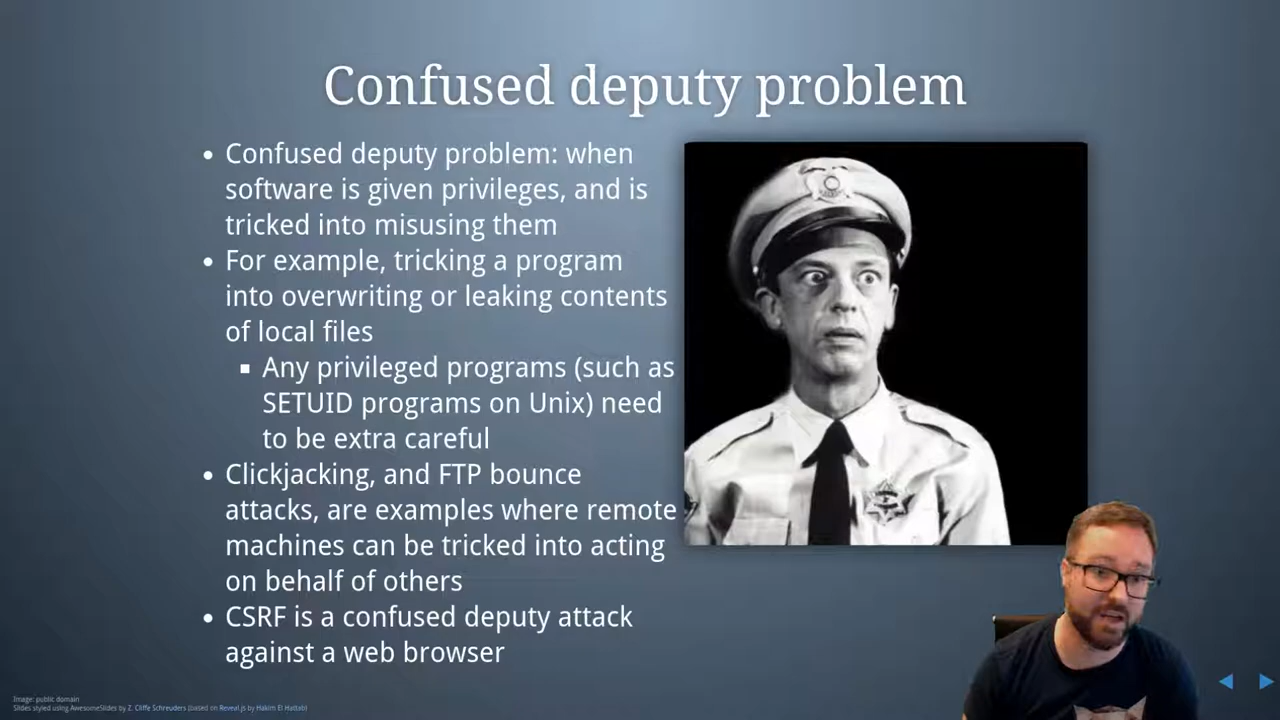 Confused deputy problem
• Confused deputy problem: when
software is given privileges, and is
tricked into misusing them
• For example, tricking a program
into overwriting or leaking contents
of local files
▪ Any privileged programs (such as
SETUID programs on Unix) need
to be extra careful
• Clickjacking, and FTP bounce
attacks, are examples where remote
machines can be tricked into acting
on behalf of others
• CSRF is a confused deputy attack
against a web browser
Image: public domain
Slides styled using AwesomeSlides by Z. Cliffe Schreuders (based on Reveal.js by Hakim El Hattab)